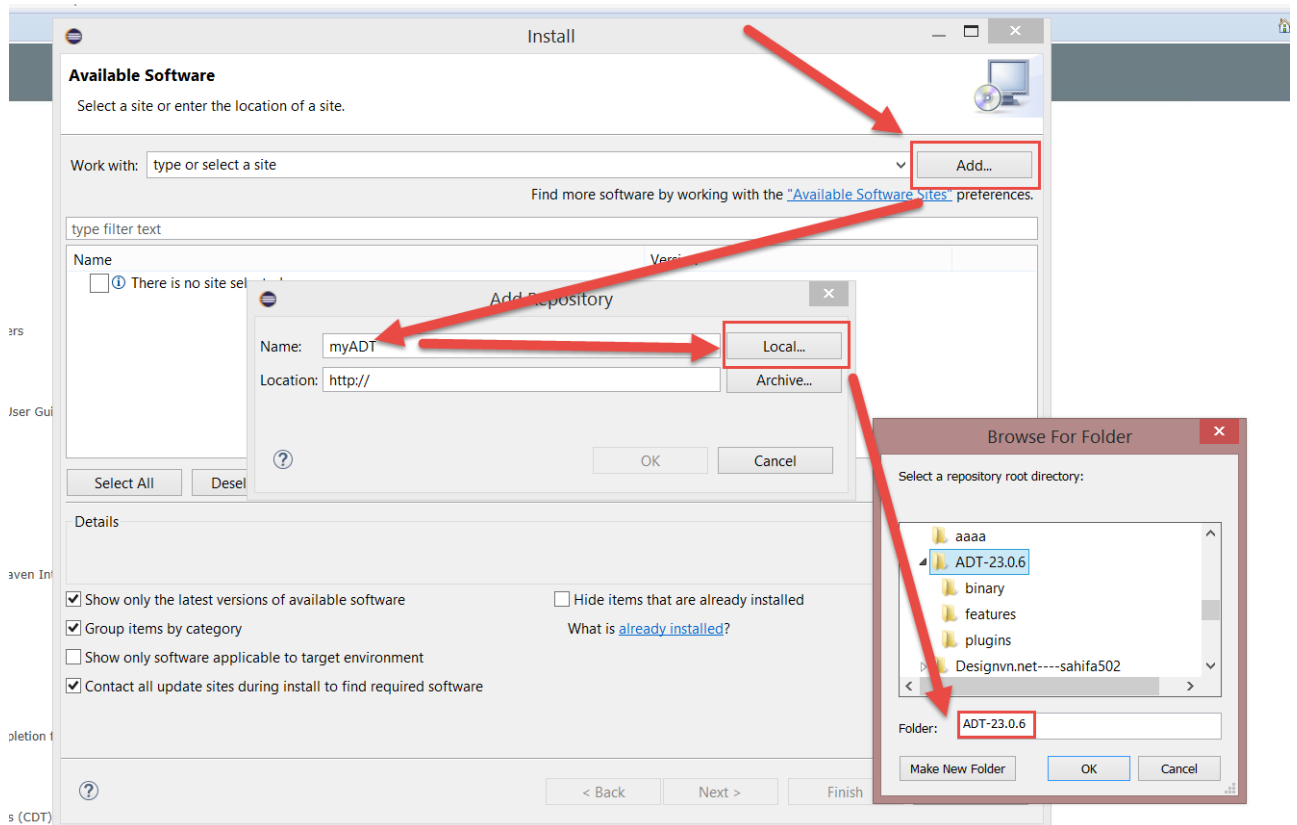 Install
Available Software
Select a site or enter the location of a site.
Work with: type or select a site Add...
Find more software by working with the "Available Software Sites" preferences.
type filter text
Name
There is no site
Add Repository
Name: myADT Local...
Location: http:// Archive...
OK Cancel
Select All
Details
Show only the latest versions of available software
Hide items that are already installed
Group items by category
What is already installed?
Show only software applicable to target environment
Contact all update sites during install to find required software
< Back Next > Finish
Browse For Folder
Select a repository root directory:
aaaa
ADT-23.0.6
binary
features
plugins
Designvn.net----sahifa502
Folder: ADT-23.0.6
Make New Folder OK Cancel
ers
User Gui
aven Int
pletion f
s (CDT)